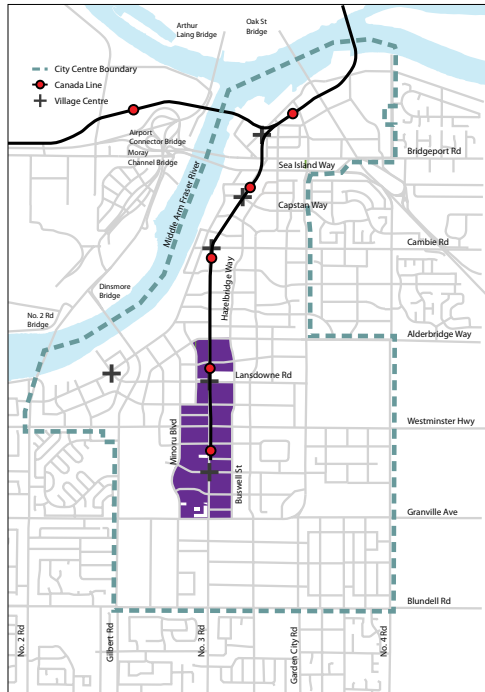 Arthur
Laing Bridge
Oak St
Bridge
City Centre Boundary
Canada Line
Village Centre
Airport
Connector Bridge
Moray
Channel Bridge
Bridgeport Rd
Sea Island Way
Middle Arm Fraser River
Capstan Way
Cambie Rd
Hazelbridge Way
Dinsmore
Bridge
No. 2 Rd
Bridge
Alderbridge Way
Lansdowne Rd
Minoru Blvd
Westminster Hwy
Buswell St
Granville Ave
Blundell Rd
No. 2 Rd
Gilbert Rd
No. 3 Rd
Garden City Rd
No. 4 Rd